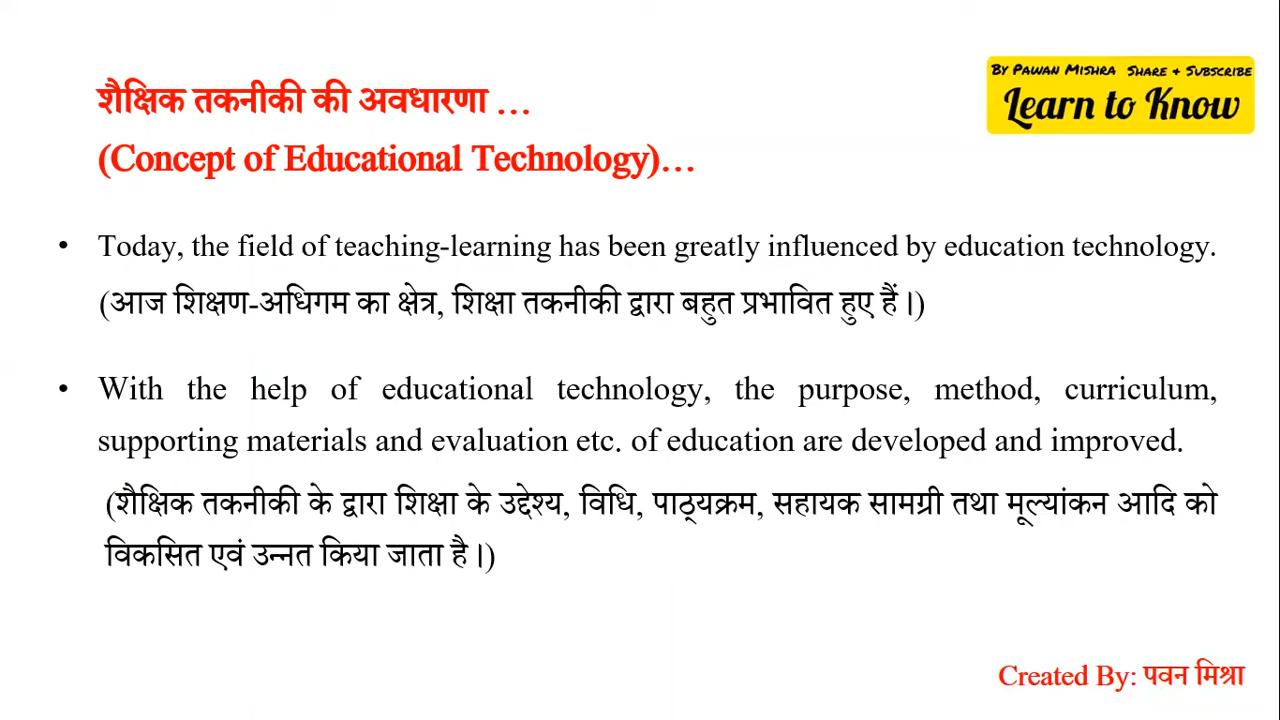 शैक्षिक तकनीकी की अवधारणा ...
(Concept of Educational Technology)...
By Pawan Mishra Share + Subscribe
Learn to Know
• Today, the field of teaching-learning has been greatly influenced by education technology.
(आज शिक्षण-अधिगम का क्षेत्र, शिक्षा तकनीकी द्वारा बहुत प्रभावित हुए हैं।)
• With the help of educational technology, the purpose, method, curriculum,
supporting materials and evaluation etc. of education are developed and improved.
(शैक्षिक तकनीकी के द्वारा शिक्षा के उद्देश्य, विधि, पाठ्यक्रम, सहायक सामग्री तथा मूल्यांकन आदि को
विकसित एवं उन्नत किया जाता है।)
Created By: पवन मिश्रा